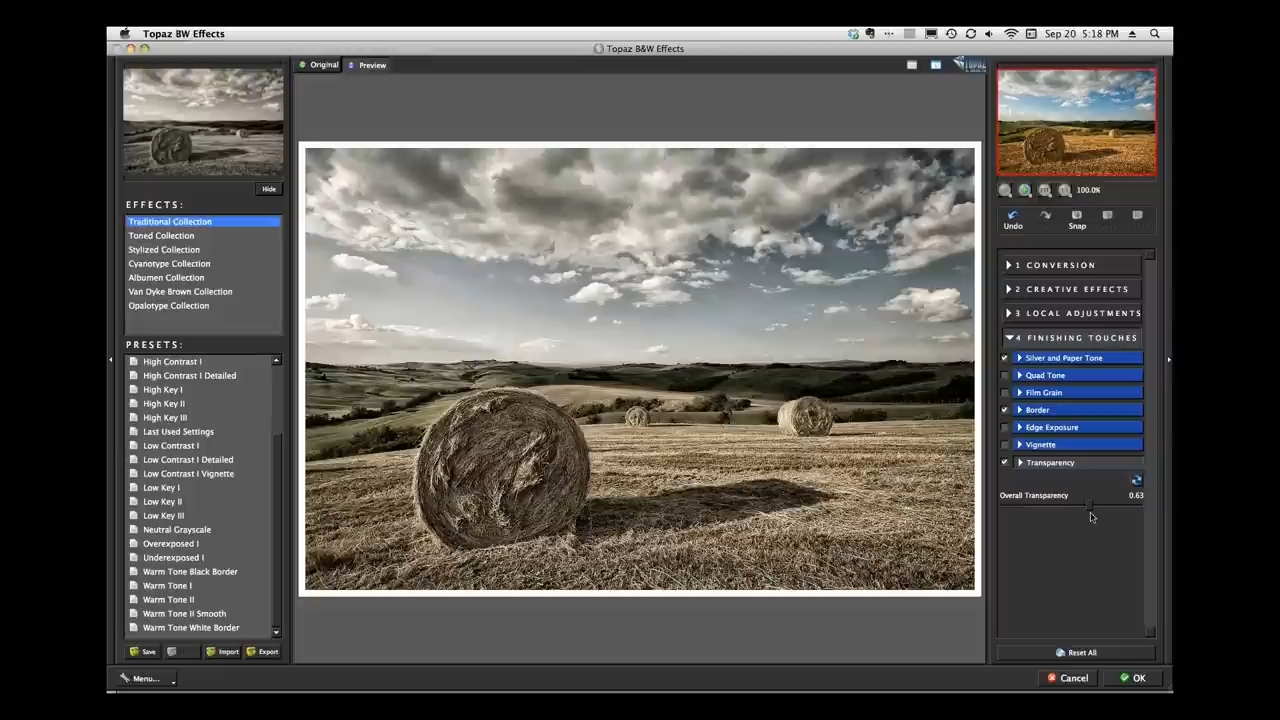 Topaz BW Effects
Sep 20 5:18 PM
Topaz B&W Effects
Original
Preview
TOPAZ
Hide
EFFECTS:
Traditional Collection
Toned Collection
Stylized Collection
Cyanotype Collection
Albumen Collection
Van Dyke Brown Collection
Opalotype Collection
PRESETS:
High Contrast I
High Contrast I Detailed
High Key I
High Key II
High Key III
Last Used Settings
Low Contrast I
Low Contrast I Detailed
Low Contrast I Vignette
Low Key I
Low Key II
Low Key III
Neutral Grayscale
Overexposed I
Underexposed I
Warm Tone Black Border
Warm Tone I
Warm Tone II
Warm Tone II Smooth
Warm Tone White Border
Save
Import
Export
Menu...
100.0%
Undo
Snap
1 CONVERSION
2 CREATIVE EFFECTS
3 LOCAL ADJUSTMENTS
4 FINISHING TOUCHES
Silver and Paper Tone
Quad Tone
Film Grain
Border
Edge Exposure
Vignette
Transparency
Overall Transparency 0.63
Reset All
Cancel
OK